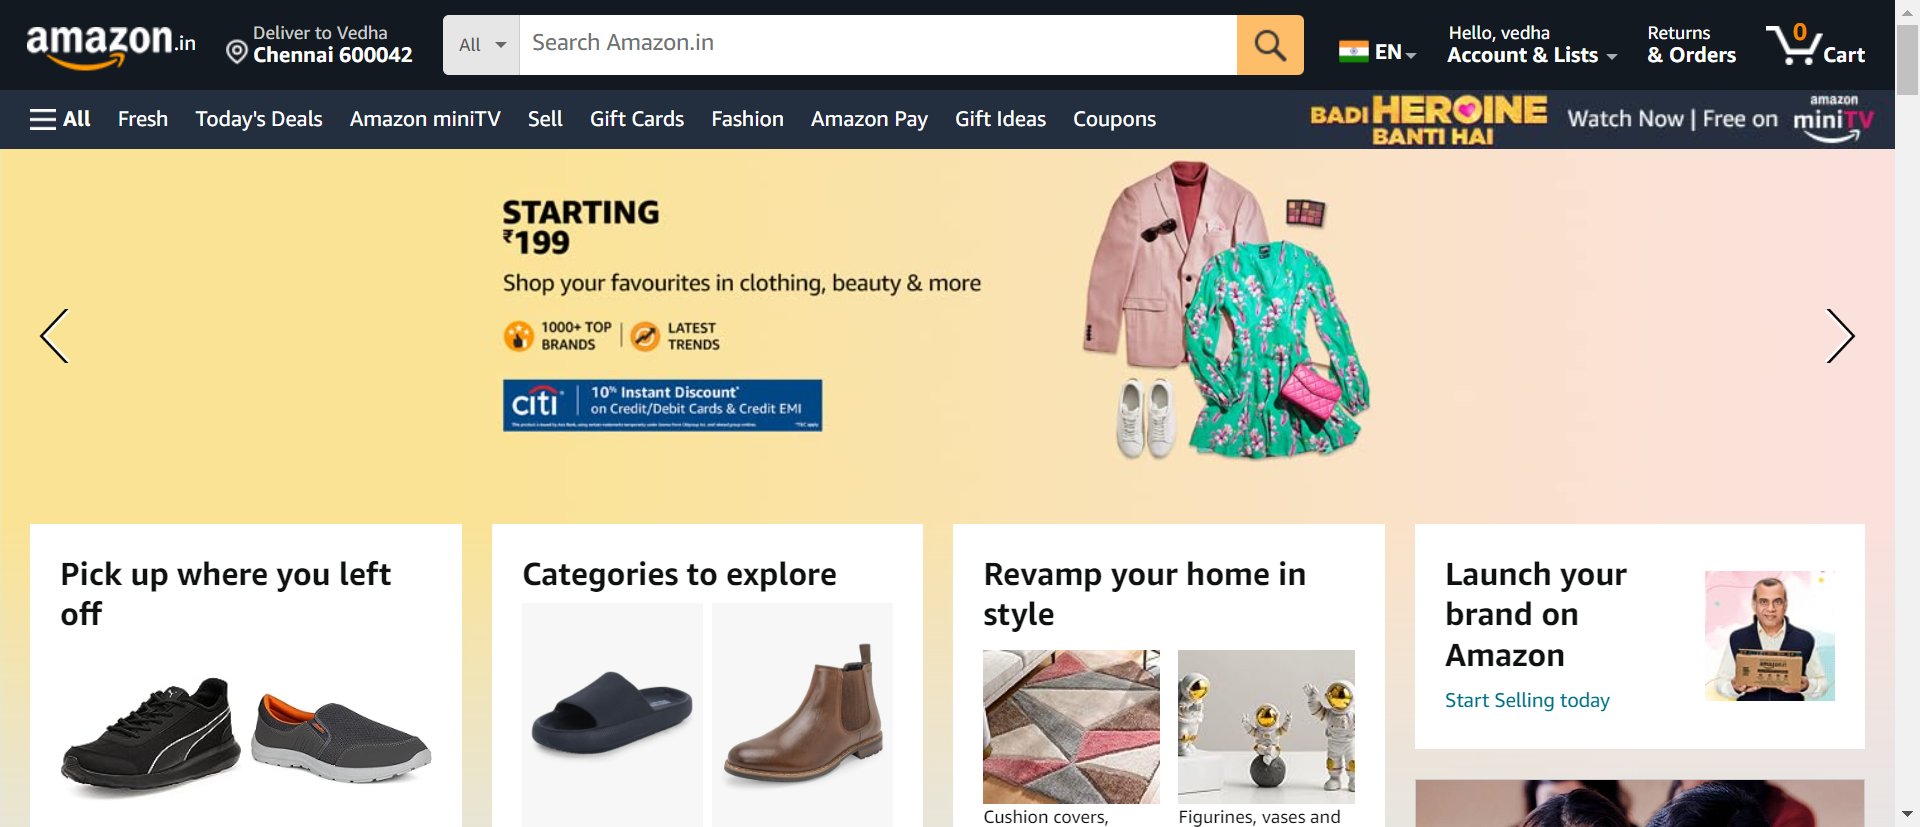 amazon.in
Deliver to Vedha
Chennai 600042
All
Search Amazon.in
EN
Hello, vedha
Account & Lists
Returns
& Orders
0
Cart
All
Fresh
Today's Deals
Amazon miniTV
Sell
Gift Cards
Fashion
Amazon Pay
Gift Ideas
Coupons
BADI HEROINE
BANTI HAI
Watch Now | Free on
amazon
miniTV
STARTING
₹199
Shop your favourites in clothing, beauty & more
1000+ TOP
BRANDS
LATEST
TRENDS
citi
10% Instant Discount*
on Credit/Debit Cards & Credit EMI
*T&C apply
Pick up where you left
off
Categories to explore
Revamp your home in
style
Cushion covers,
Figurines, vases and
Launch your
brand on
Amazon
Start Selling today